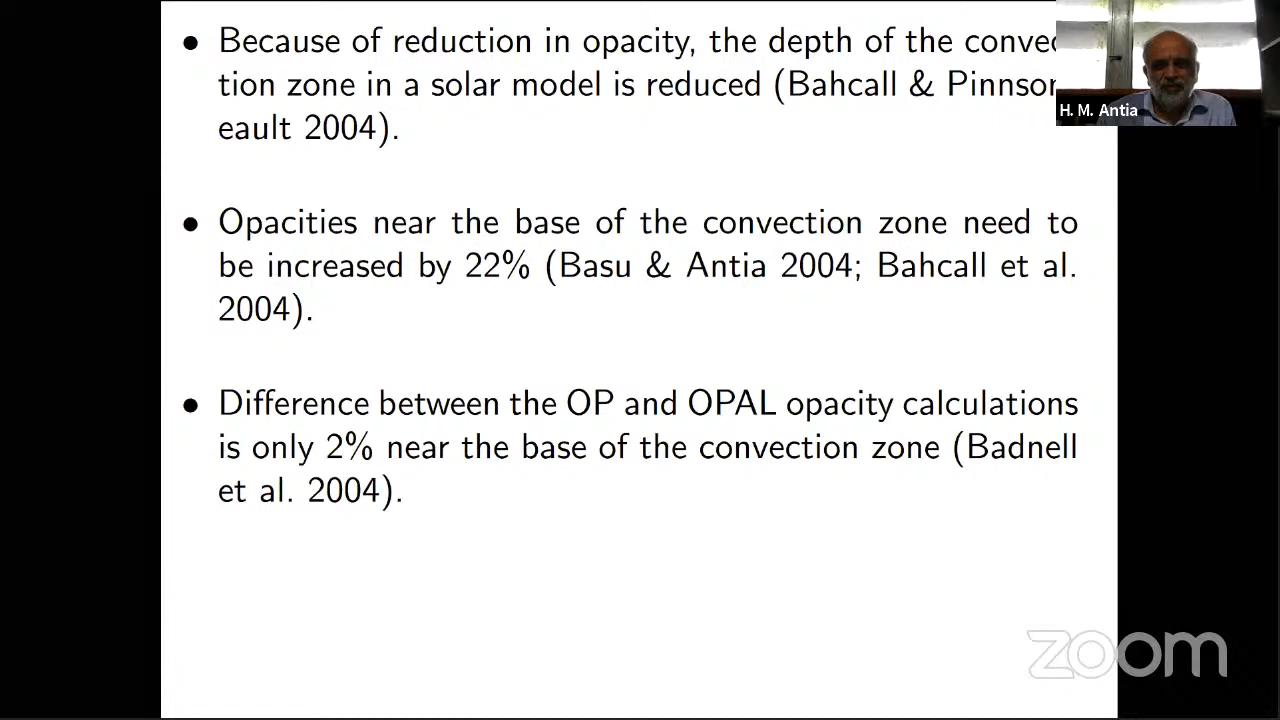 • Because of reduction in opacity, the depth of the convec
tion zone in a solar model is reduced (Bahcall & Pinnson
eault 2004).
H. M. Antia
• Opacities near the base of the convection zone need to
be increased by 22% (Basu & Antia 2004; Bahcall et al.
2004).
• Difference between the OP and OPAL opacity calculations
is only 2% near the base of the convection zone (Badnell
et al. 2004).
zoom